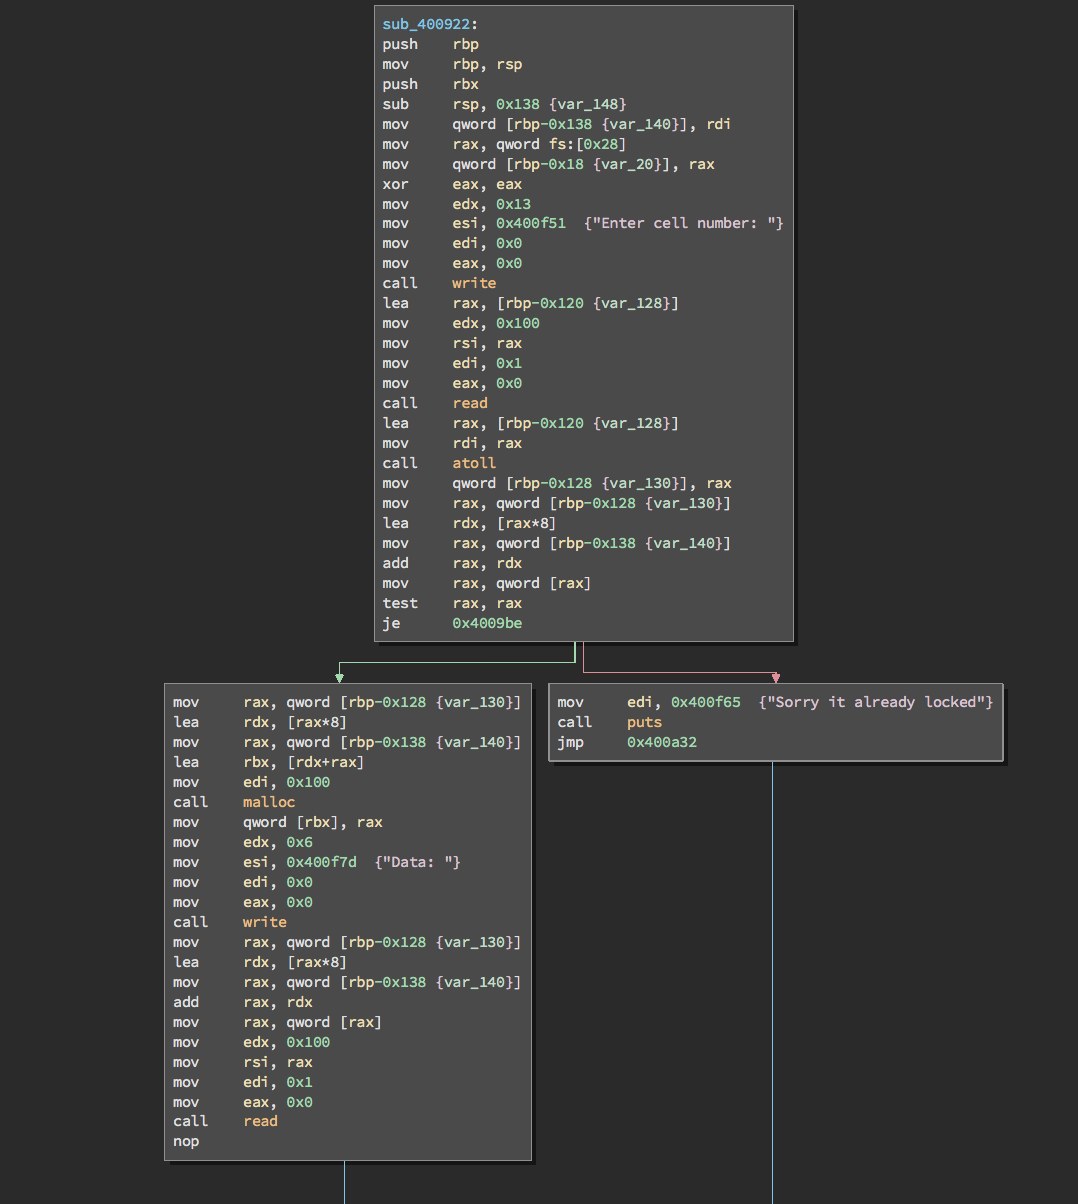 sub_400922:
push rbp
mov rbp, rsp
push rbx
sub rsp, 0x138 {var_148}
mov qword [rbp-0x138 {var_140}], rdi
mov rax, qword fs:[0x28]
mov qword [rbp-0x18 {var_20}], rax
xor eax, eax
mov edx, 0x13
mov esi, 0x400f51 {"Enter cell number: "}
mov edi, 0x0
mov eax, 0x0
call write
lea rax, [rbp-0x120 {var_128}]
mov edx, 0x100
mov rsi, rax
mov edi, 0x1
mov eax, 0x0
call read
lea rax, [rbp-0x120 {var_128}]
mov rdi, rax
call atoll
mov qword [rbp-0x128 {var_130}], rax
mov rax, qword [rbp-0x128 {var_130}]
lea rdx, [rax*8]
mov rax, qword [rbp-0x138 {var_140}]
add rax, rdx
mov rax, qword [rax]
test rax, rax
je 0x4009be
mov rax, qword [rbp-0x128 {var_130}]
lea rdx, [rax*8]
mov rax, qword [rbp-0x138 {var_140}]
lea rbx, [rdx+rax]
mov edi, 0x100
call malloc
mov qword [rbx], rax
mov edx, 0x6
mov esi, 0x400f7d {"Data: "}
mov edi, 0x0
mov eax, 0x0
call write
mov rax, qword [rbp-0x128 {var_130}]
lea rdx, [rax*8]
mov rax, qword [rbp-0x138 {var_140}]
add rax, rdx
mov rax, qword [rax]
mov edx, 0x100
mov rsi, rax
mov edi, 0x1
mov eax, 0x0
call read
nop
mov edi, 0x400f65 {"Sorry it already locked"}
call puts
jmp 0x400a32